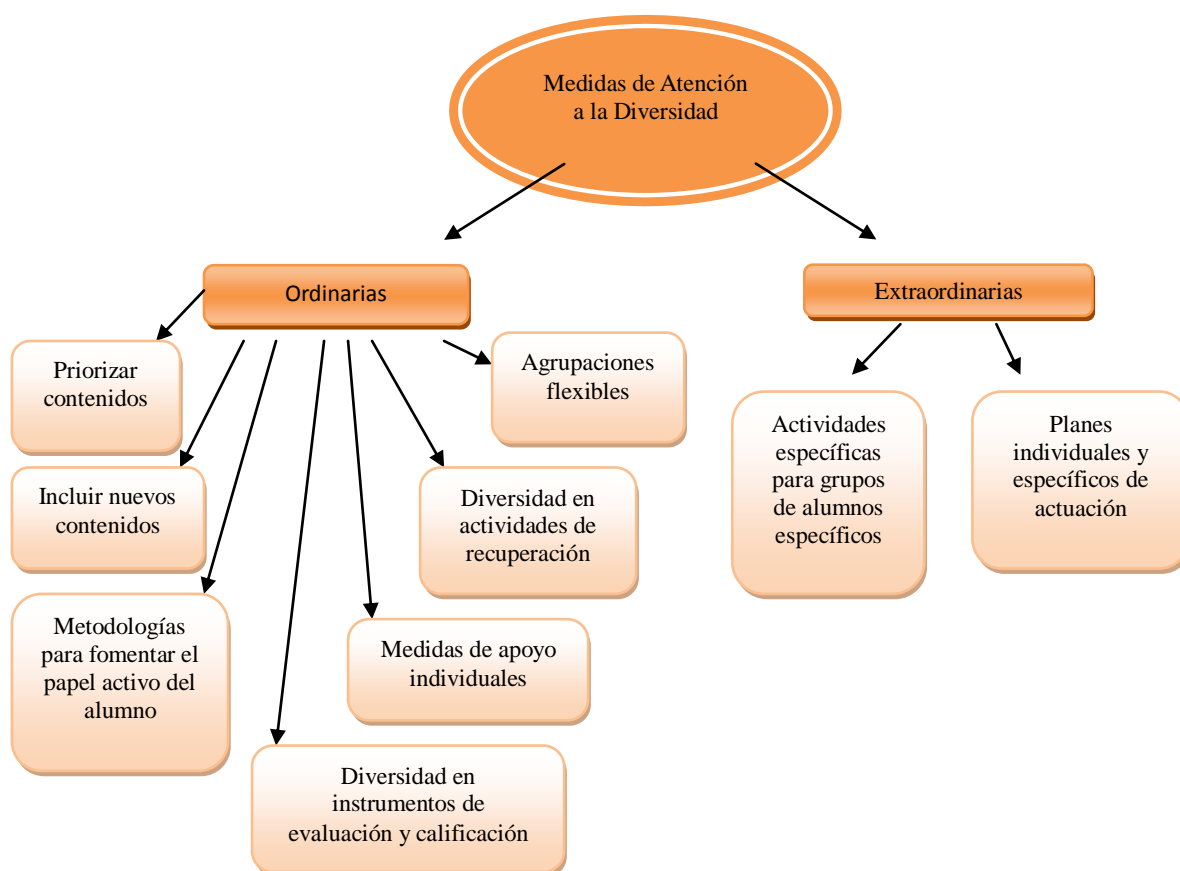 Medidas de Atención
a la Diversidad
Ordinarias
Extraordinarias
Priorizar
contenidos
Agrupaciones
flexibles
Incluir nuevos
contenidos
Diversidad en
actividades de
recuperación
Metodologías
para fomentar el
papel activo del
alumno
Medidas de apoyo
individuales
Diversidad en
instrumentos de
evaluación y calificación
Actividades
específicas
para grupos
de alumnos
específicos
Planes
individuales y
específicos de
actuación